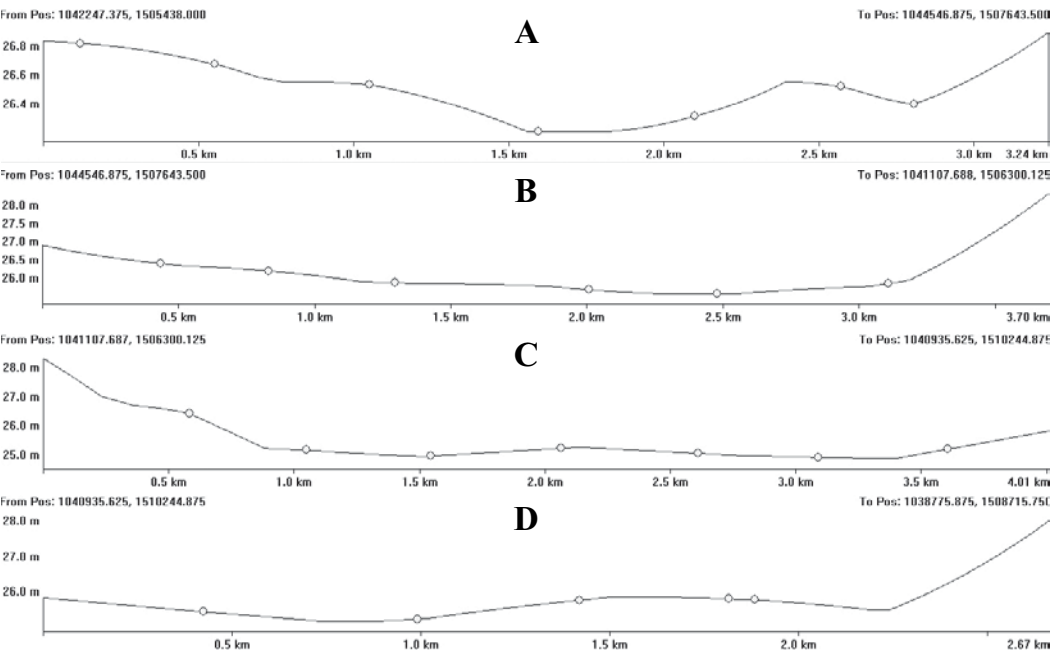 From Pos: 1042247.375, 1505438.000 A To Pos: 1044546.875, 1507643.500
26.8 m
26.6 m
26.4 m
0.5 km 1.0 km 1.5 km 2.0 km 2.5 km 3.0 km 3.24 km
From Pos: 1044546.875, 1507643.500 B To Pos: 1041107.688, 1506300.125
28.0 m
27.5 m
27.0 m
26.5 m
26.0 m
0.5 km 1.0 km 1.5 km 2.0 km 2.5 km 3.0 km 3.70 km
From Pos: 1041107.687, 1506300.125 C To Pos: 1040935.625, 1510244.875
28.0 m
27.0 m
26.0 m
25.0 m
0.5 km 1.0 km 1.5 km 2.0 km 2.5 km 3.0 km 3.5 km 4.01 km
From Pos: 1040935.625, 1510244.875 D To Pos: 1038775.875, 1508715.750
28.0 m
27.0 m
26.0 m
0.5 km 1.0 km 1.5 km 2.0 km 2.67 km